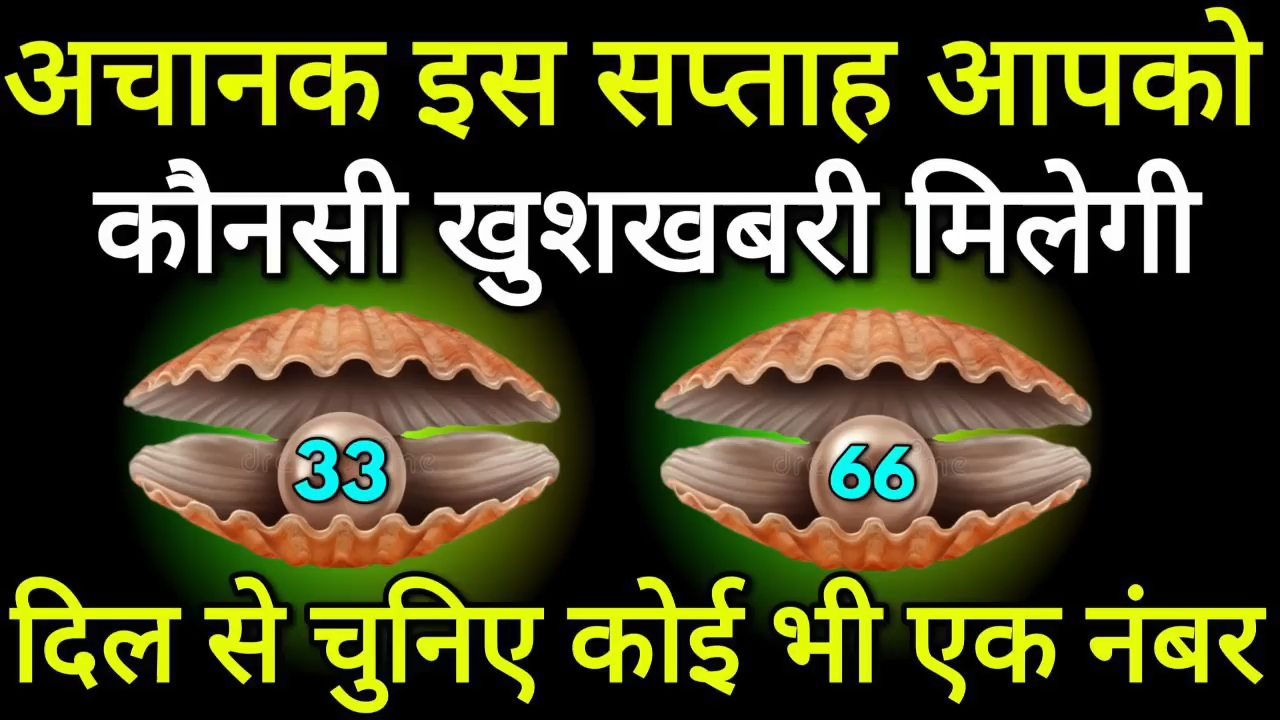 अचानक इस सप्ताह आपको
कौनसी खुशखबरी मिलेगी
33 66
दिल से चुनिए कोई भी एक नंबर